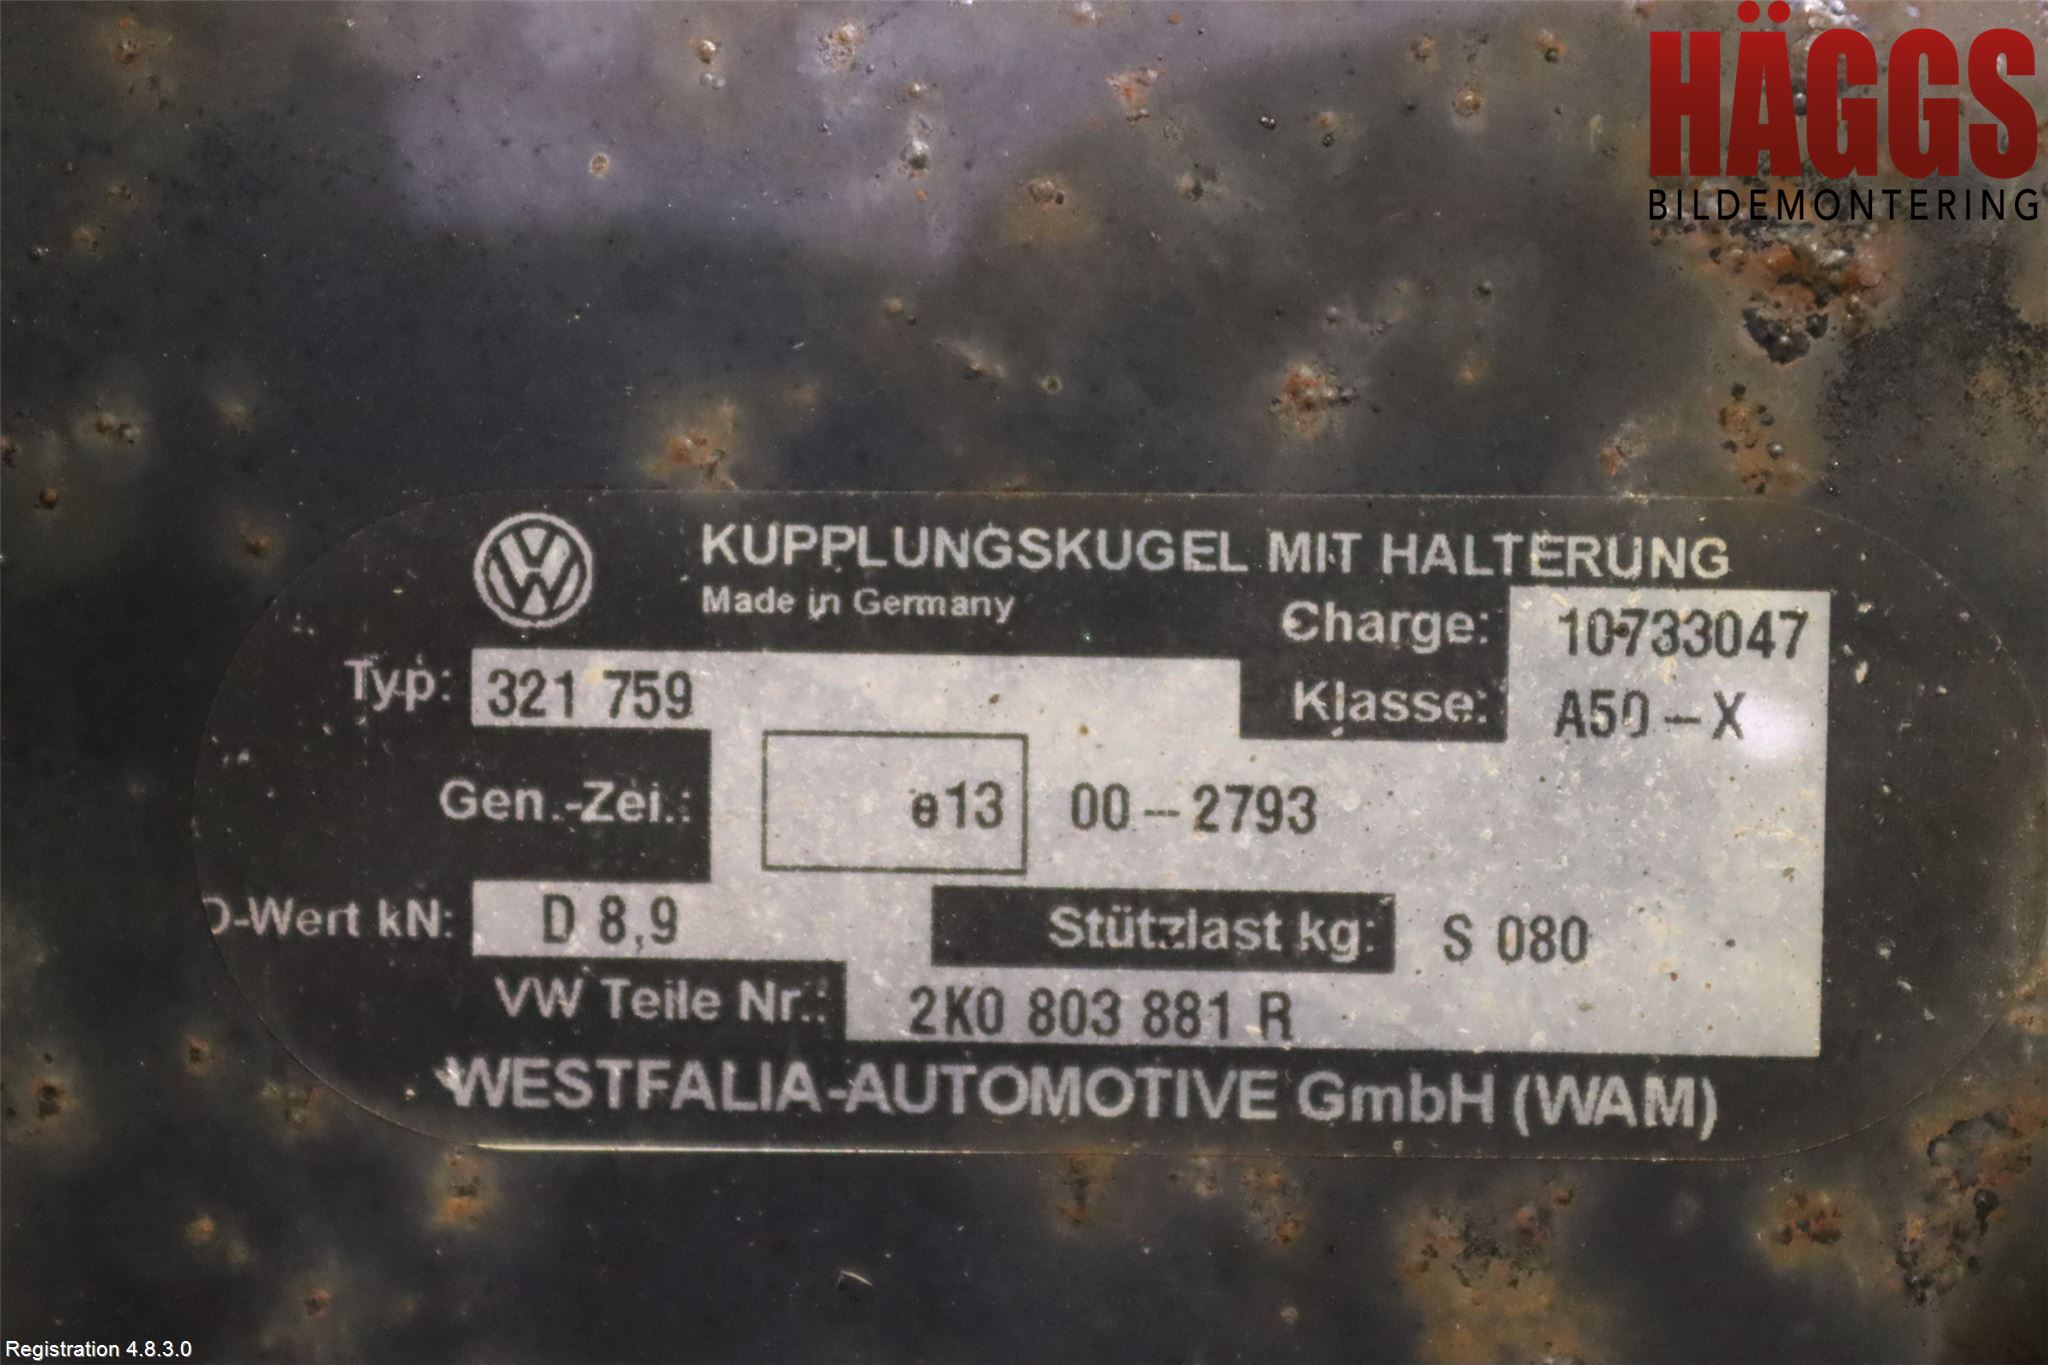 HÄGGS
BILDEMONTERING
KUPPLUNGSKUGEL MIT HALTERUNG
Made in Germany
Charge: 10733047
Typ: 321 759
Klasse: A50-X
Gen.-Zei.: e13 00-2793
D-Wert kN: D 8,9 Stützlast kg: S 080
VW Teile Nr.: 2K0 803 881 R
WESTFALIA-AUTOMOTIVE GmbH (WAM)
Registration 4.8.3.0